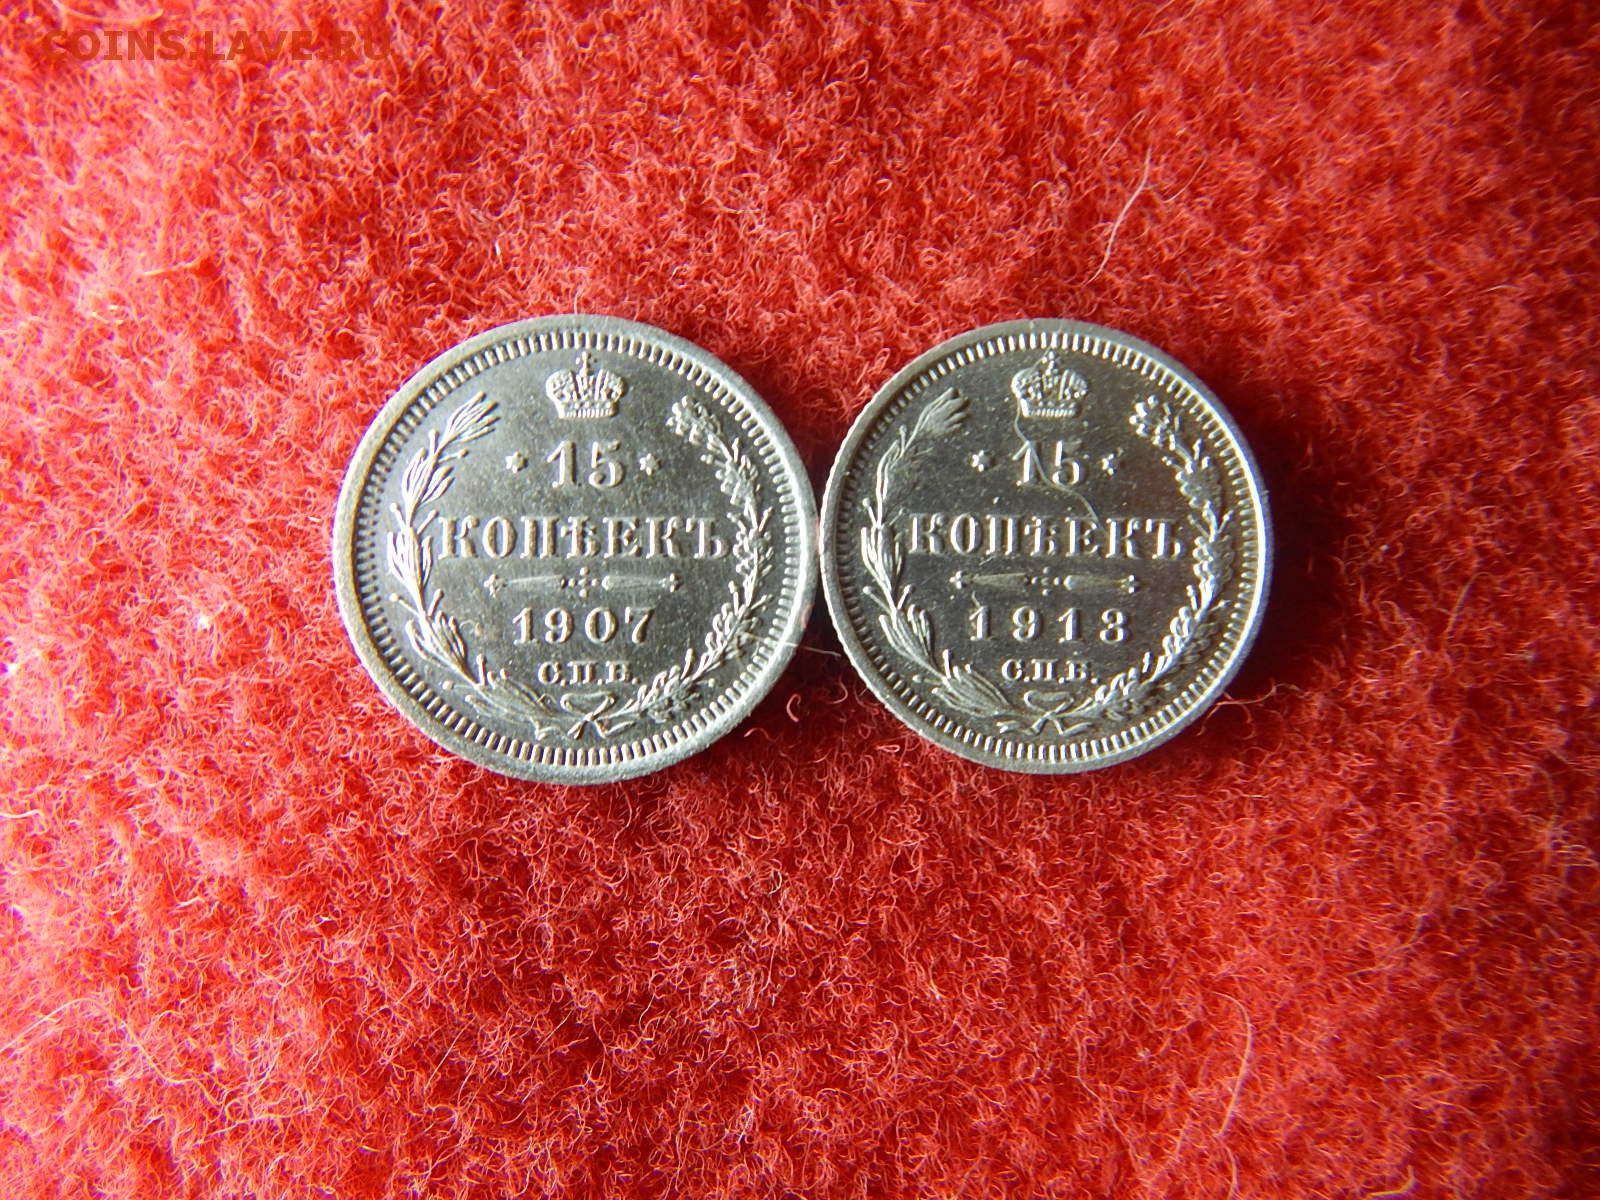 COINS.LAVE.RU
* 15 *
КОПѢЕКЪ
1907
С.П.Б.
* 15 *
КОПѢЕКЪ
1913
С.П.Б.